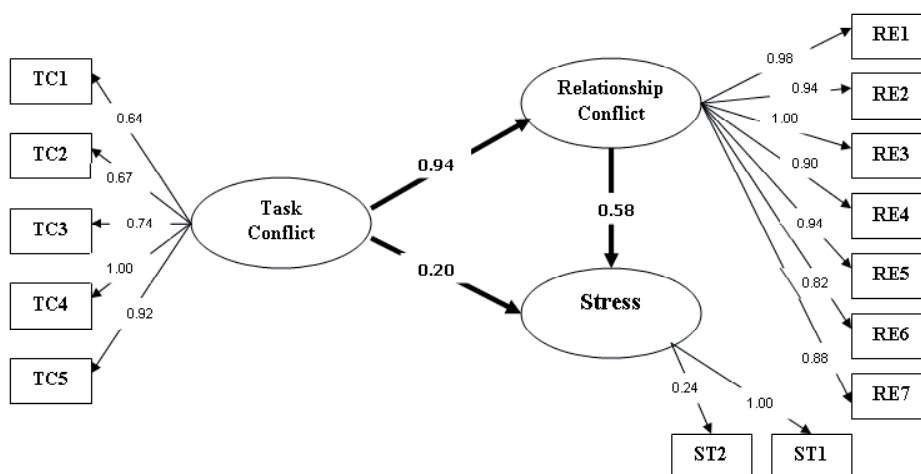 RE1
0.98
TC1
Relationship
Conflict
0.94
RE2
1.00
RE3
0.64
TC2
0.94
0.90
RE4
0.67
0.58
0.94
RE5
Task
Conflict
TC3
0.74
0.82
RE6
1.00
TC4
0.20
Stress
0.88
RE7
0.92
TC5
0.24
1.00
ST2
ST1